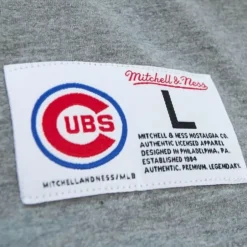 Mitchell & Ness
CUBS
L
MITCHELL & NESS NOSTALGIA CO.
AUTHENTIC LICENSED APPAREL
DESIGNED IN PHILADELPHIA, PA.
ESTABLISHED 1904
AUTHENTIC. PREMIUM. LEGENDARY.
MITCHELLANDNESS/MLB